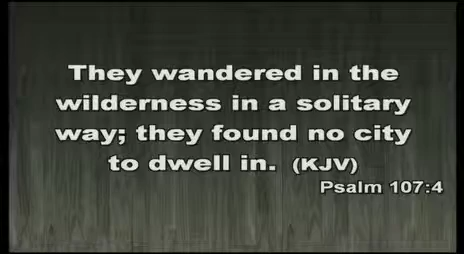 They wandered in the
wilderness in a solitary
way; they found no city
to dwell in. (KJV)
Psalm 107:4